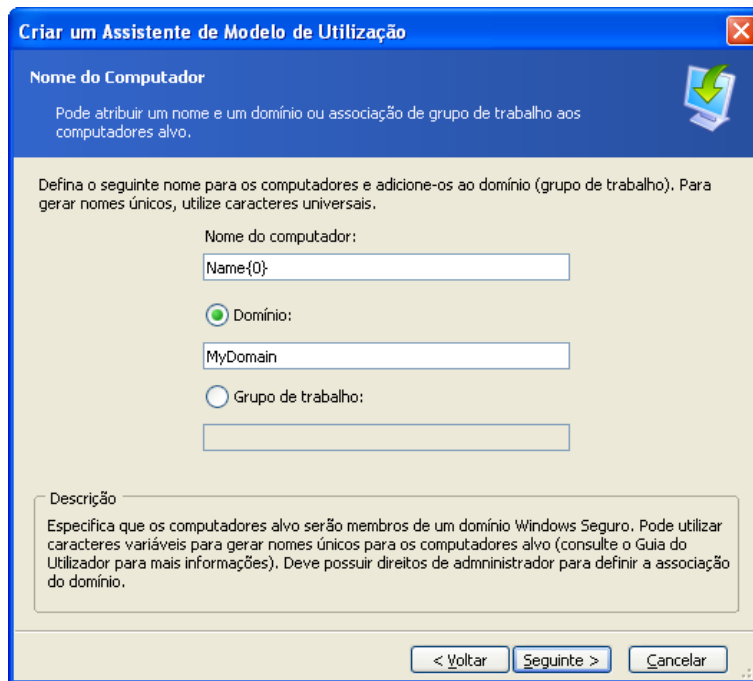 Criar um Assistente de Modelo de Utilização
Nome do Computador
Pode atribuir um nome e um domínio ou associação de grupo de trabalho aos
computadores alvo.
Defina o seguinte nome para os computadores e adicione-os ao domínio (grupo de trabalho). Para
gerar nomes únicos, utilize caracteres universais.
Nome do computador:
Name{0}
Domínio:
MyDomain
Grupo de trabalho:
Descrição
Especifica que os computadores alvo serão membros de um domínio Windows Seguro. Pode utilizar
caracteres variáveis para gerar nomes únicos para os computadores alvo (consulte o Guia do
Utilizador para mais informações). Deve possuir direitos de admninistrador para definir a associação
do domínio.
< Voltar
Seguinte >
Cancelar